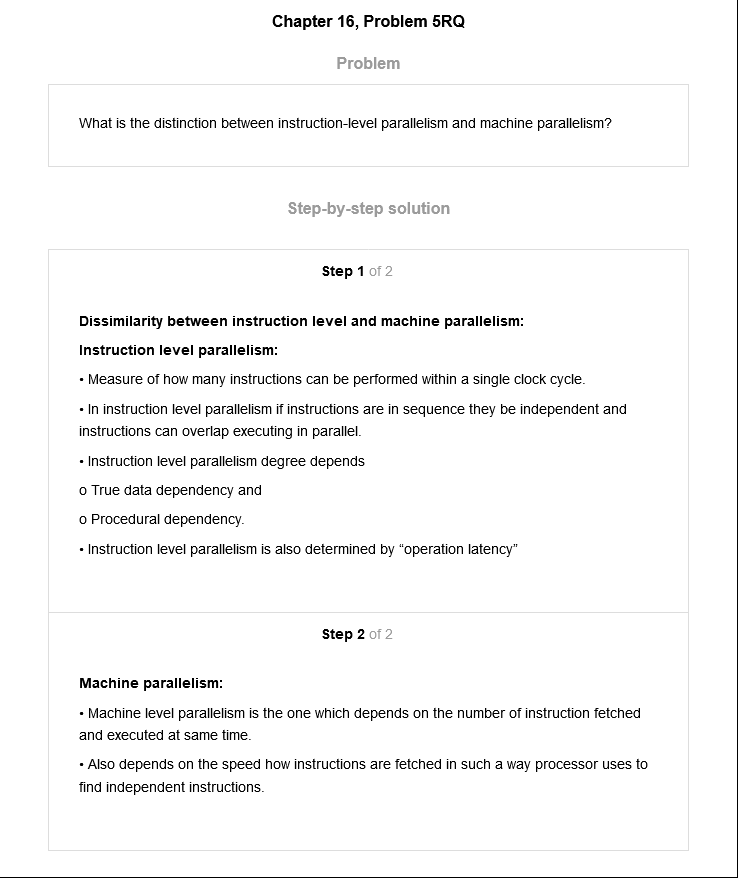 Chapter 16, Problem 5RQ
Problem
What is the distinction between instruction-level parallelism and machine parallelism?
Step-by-step solution
Step 1 of 2
Dissimilarity between instruction level and machine parallelism:
Instruction level parallelism:
• Measure of how many instructions can be performed within a single clock cycle.
• In instruction level parallelism if instructions are in sequence they be independent and
instructions can overlap executing in parallel.
• Instruction level parallelism degree depends
o True data dependency and
o Procedural dependency.
• Instruction level parallelism is also determined by “operation latency”
Step 2 of 2
Machine parallelism:
• Machine level parallelism is the one which depends on the number of instruction fetched
and executed at same time.
• Also depends on the speed how instructions are fetched in such a way processor uses to
find independent instructions.